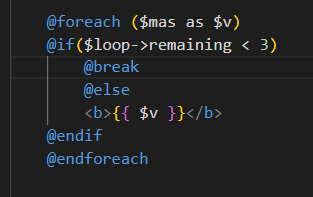 @foreach ($mas as $v)
@if($loop->remaining < 3)
@break
@else
<b>{{ $v }}</b>
@endif
@endforeach